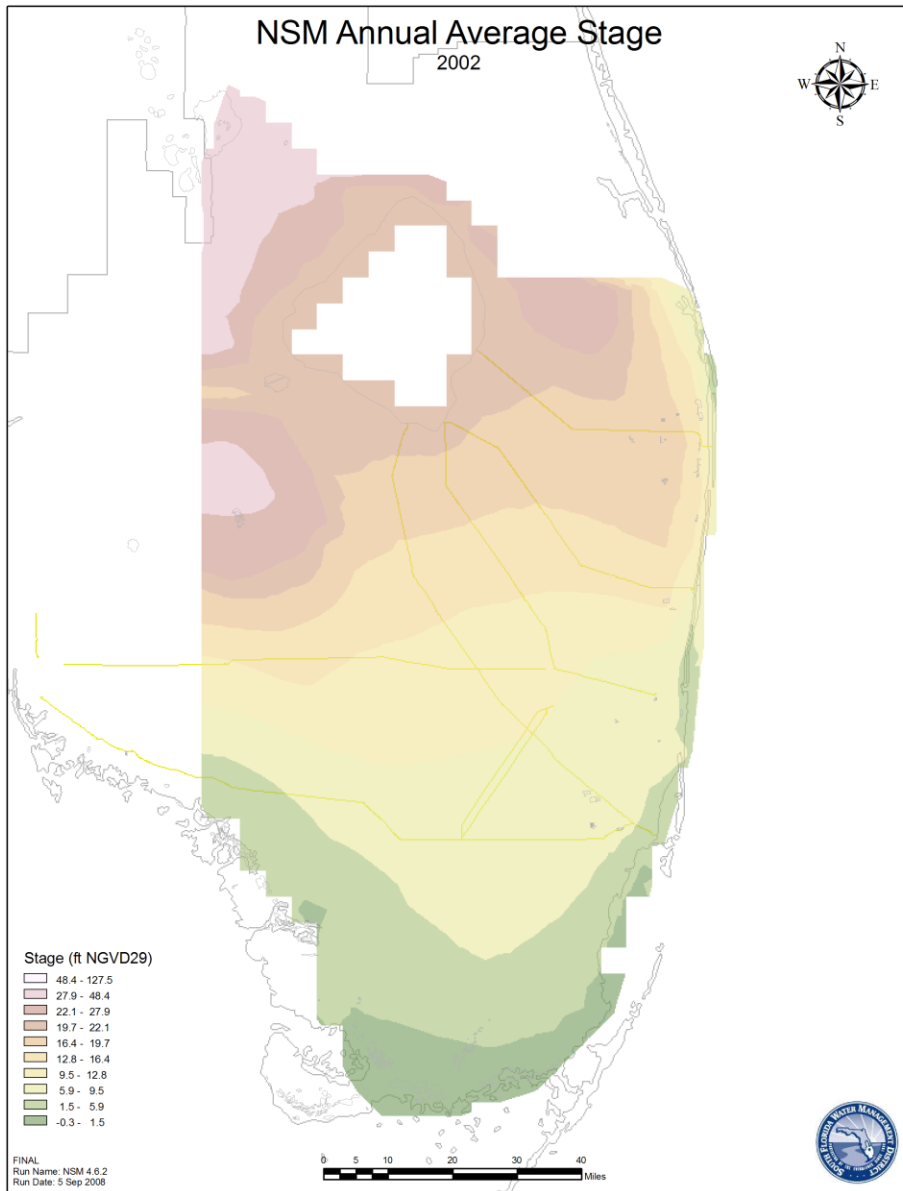 NSM Annual Average Stage
2002
N
W E
S
Stage (ft NGVD29)
48.4 - 127.5
27.9 - 48.4
22.1 - 27.9
19.7 - 22.1
16.4 - 19.7
12.8 - 16.4
9.5 - 12.8
5.9 - 9.5
1.5 - 5.9
-0.3 - 1.5
FINAL
Run Name: NSM 4.6.2
Run Date: 5 Sep 2008
0 5 10 20 30 40
Miles
SOUTH FLORIDA WATER MANAGEMENT DISTRICT